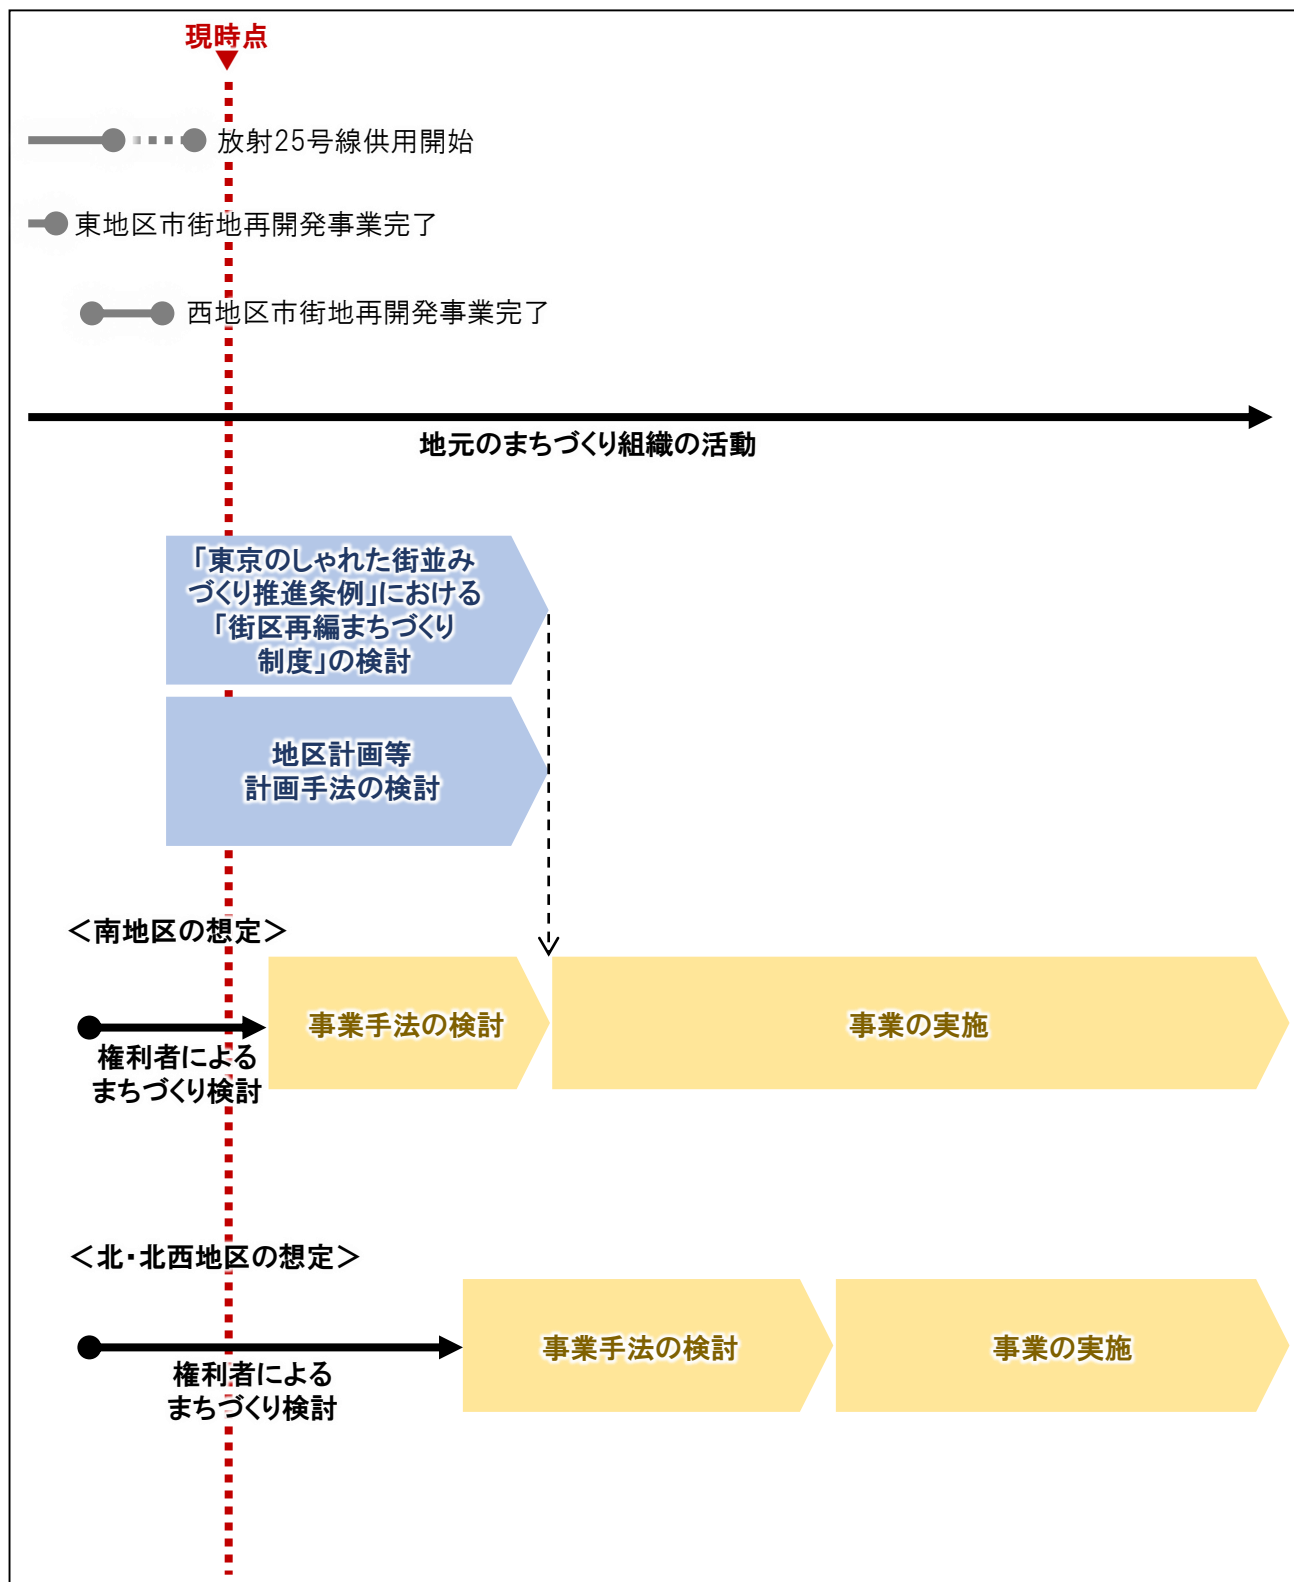 現時点
放射25号線供用開始
東地区市街地再開発事業完了
西地区市街地再開発事業完了
地元のまちづくり組織の活動
「東京のしゃれた街並み
づくり推進条例」における
「街区再編まちづくり
制度」の検討
地区計画等
計画手法の検討
＜南地区の想定＞
事業手法の検討
事業の実施
権利者による
まちづくり検討
＜北・北西地区の想定＞
事業手法の検討
事業の実施
権利者による
まちづくり検討